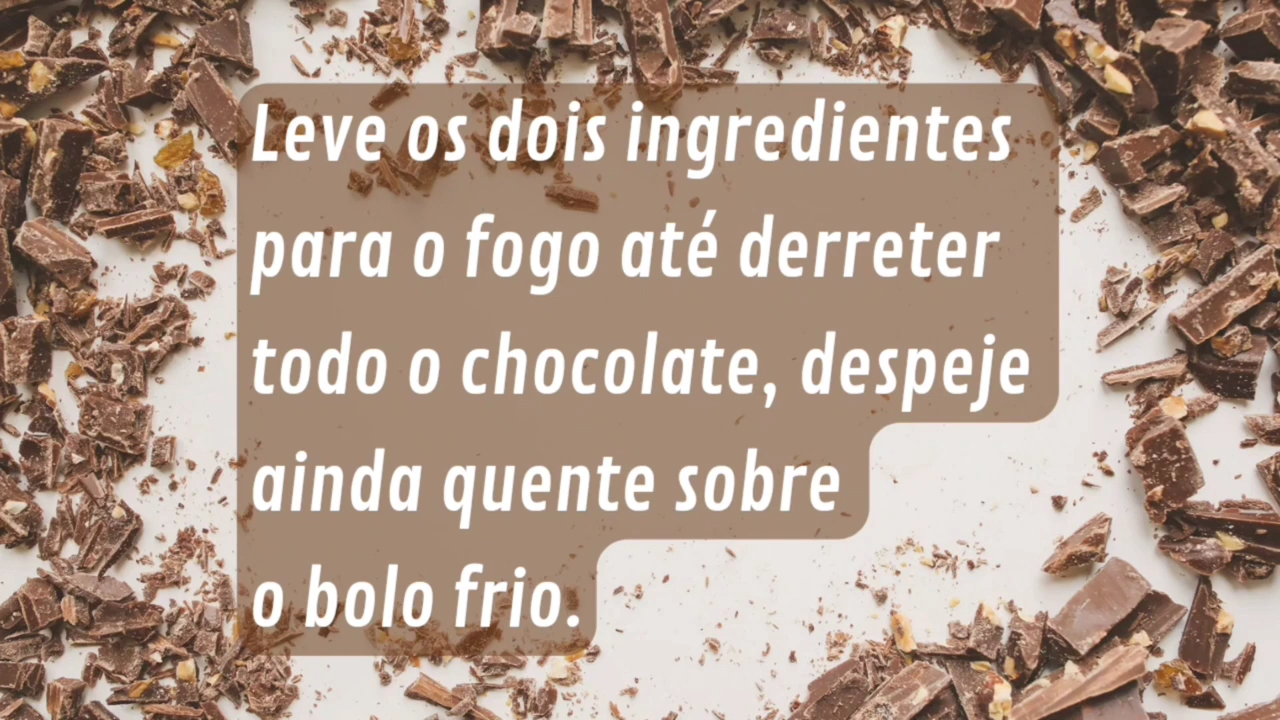 Leve os dois ingredientes
para o fogo até derreter
todo o chocolate, despeje
ainda quente sobre
o bolo frio.